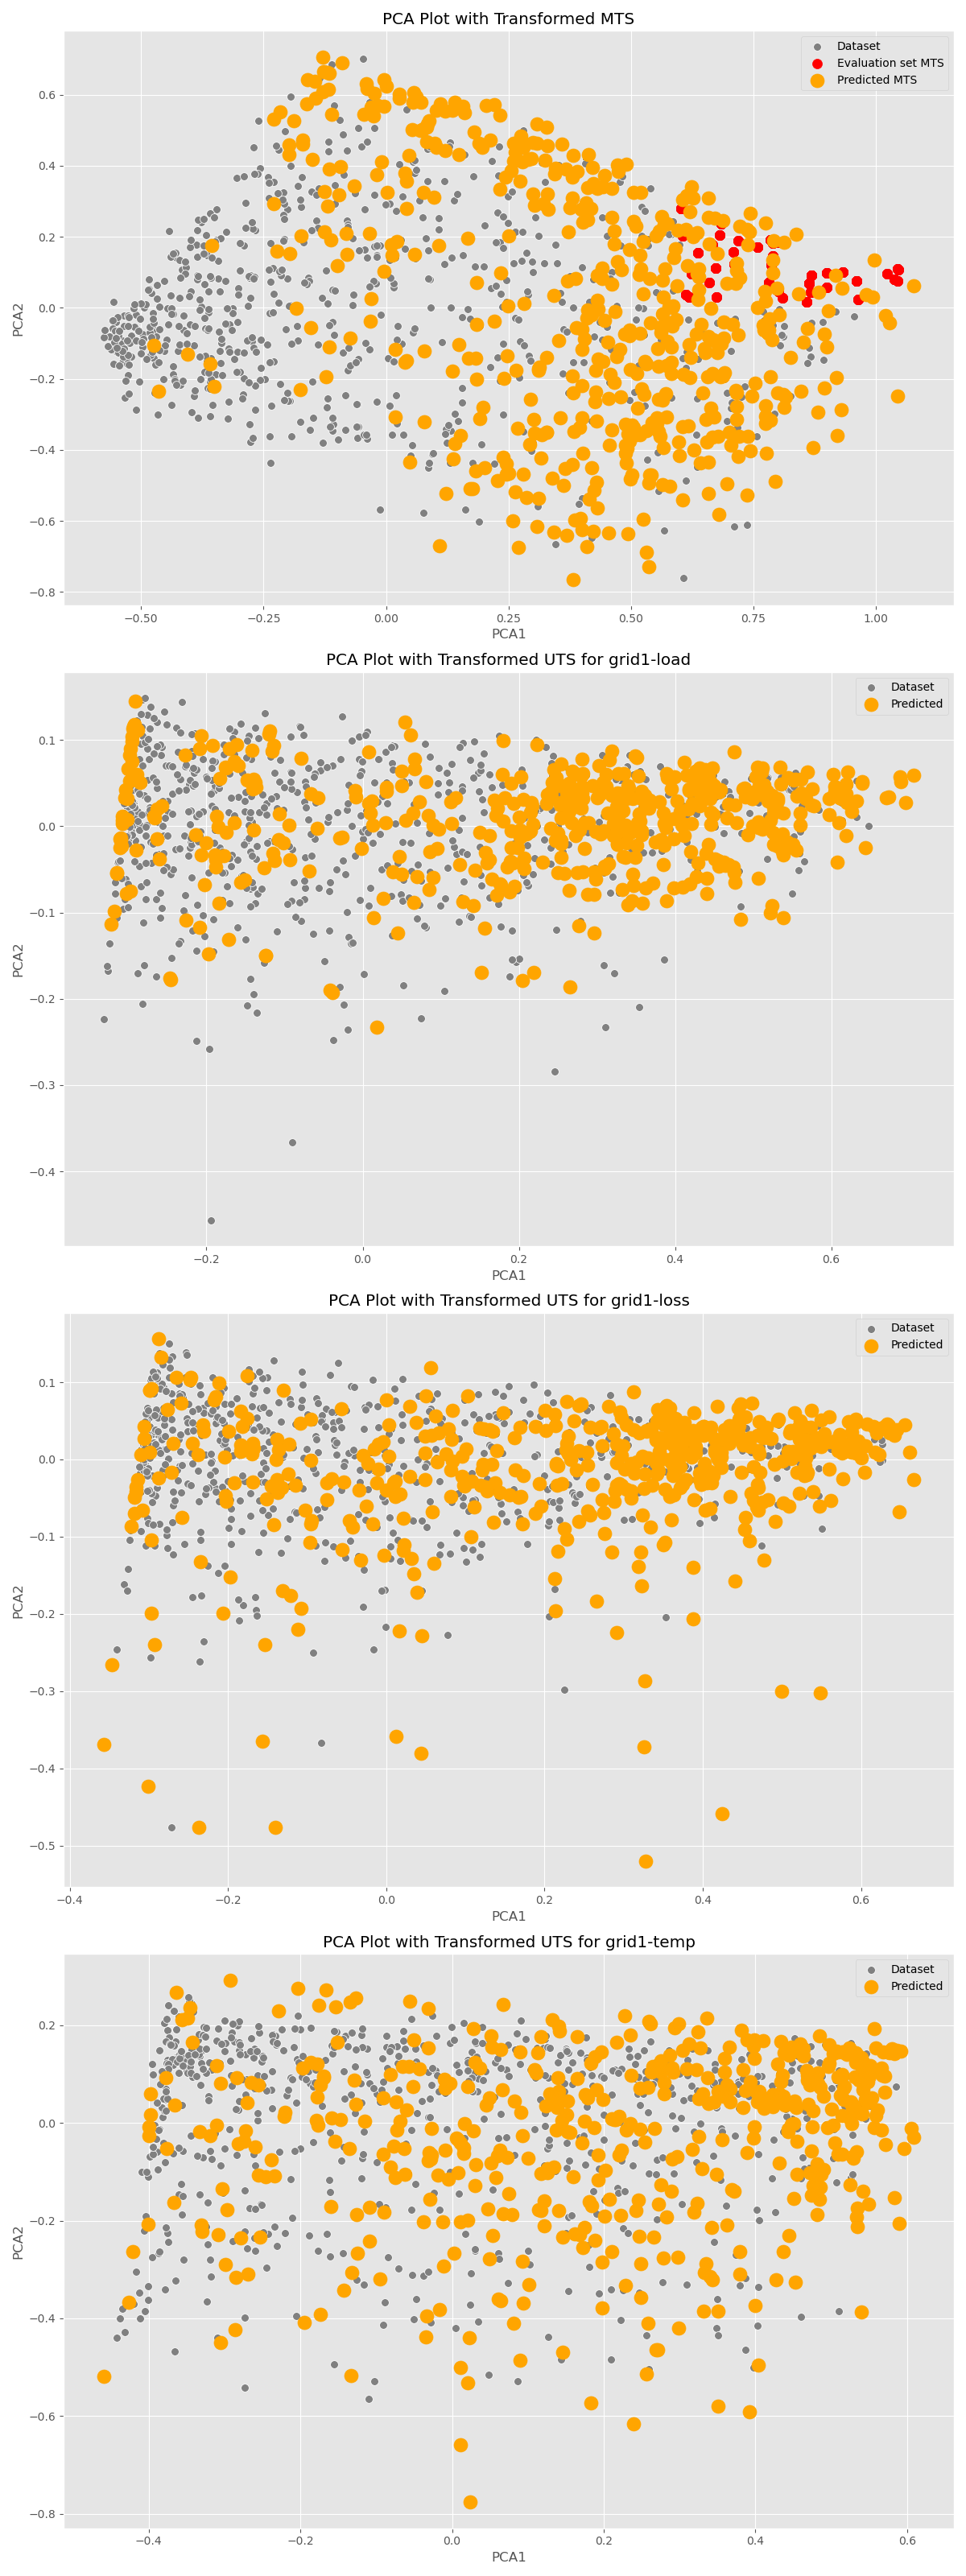 PCA Plot with Transformed MTS
Dataset
Evaluation set MTS
Predicted MTS
0.6
0.4
0.2
0.0
−0.2
−0.4
−0.6
−0.8
PCA2
−0.50
−0.25
0.00
0.25
0.50
0.75
1.00
PCA1
PCA Plot with Transformed UTS for grid1-load
Dataset
Predicted
0.1
0.0
−0.1
−0.2
−0.3
−0.4
PCA2
−0.2
0.0
0.2
0.4
0.6
PCA1
PCA Plot with Transformed UTS for grid1-loss
Dataset
Predicted
0.1
0.0
−0.1
−0.2
−0.3
−0.4
−0.5
PCA2
−0.4
−0.2
0.0
0.2
0.4
0.6
PCA1
PCA Plot with Transformed UTS for grid1-temp
Dataset
Predicted
0.2
0.0
−0.2
−0.4
−0.6
−0.8
PCA2
−0.4
−0.2
0.0
0.2
0.4
0.6
PCA1